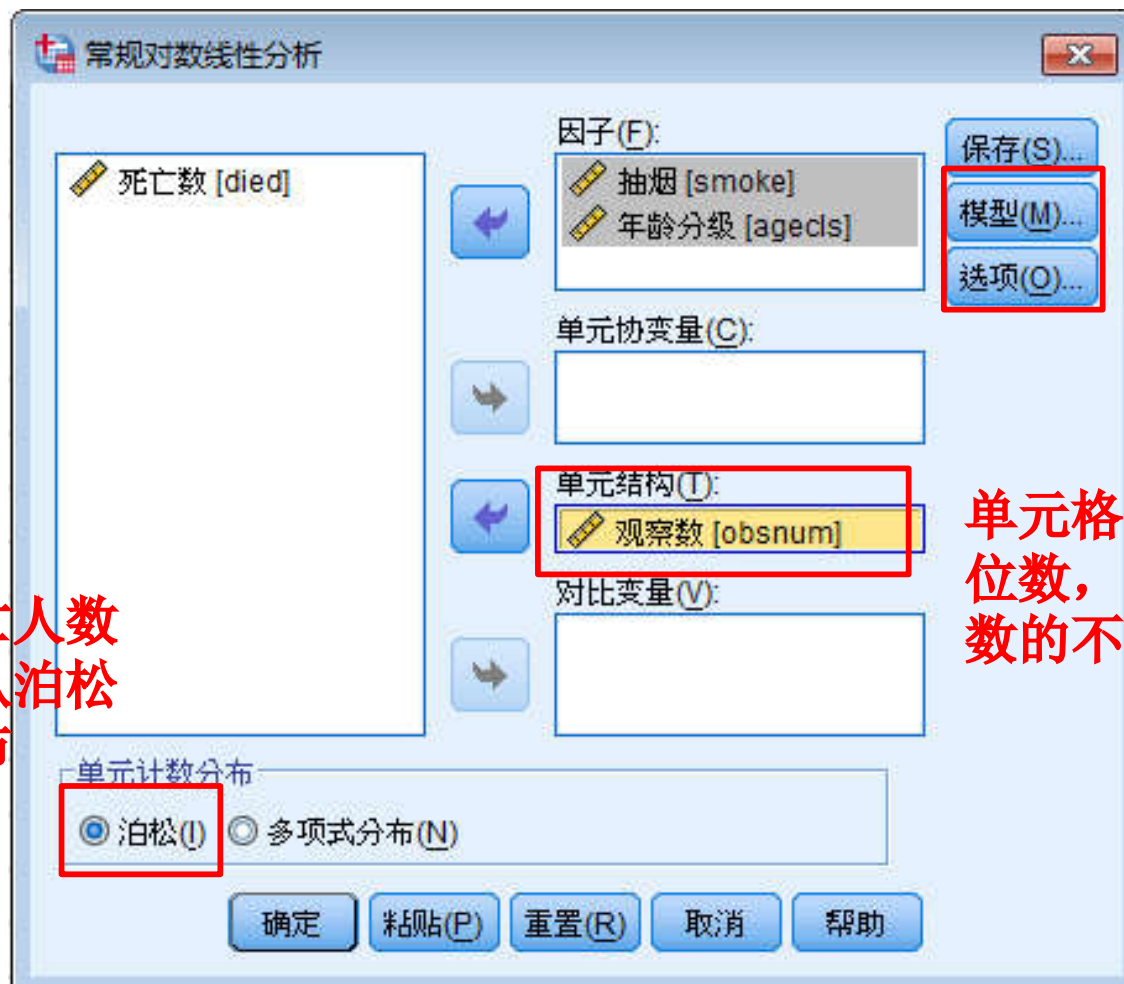 常规对数线性分析
死亡数 [died]
因子(F):
抽烟 [smoke]
年龄分级 [agecls]
保存(S)...
模型(M)...
选项(O)...
单元协变量(C):
单元结构(T):
观察数 [obsnum]
对比变量(V):
单元格
位数，
数的不
人数
泊松
单元计数分布
泊松(I)
多项式分布(N)
确定
粘贴(P)
重置(R)
取消
帮助